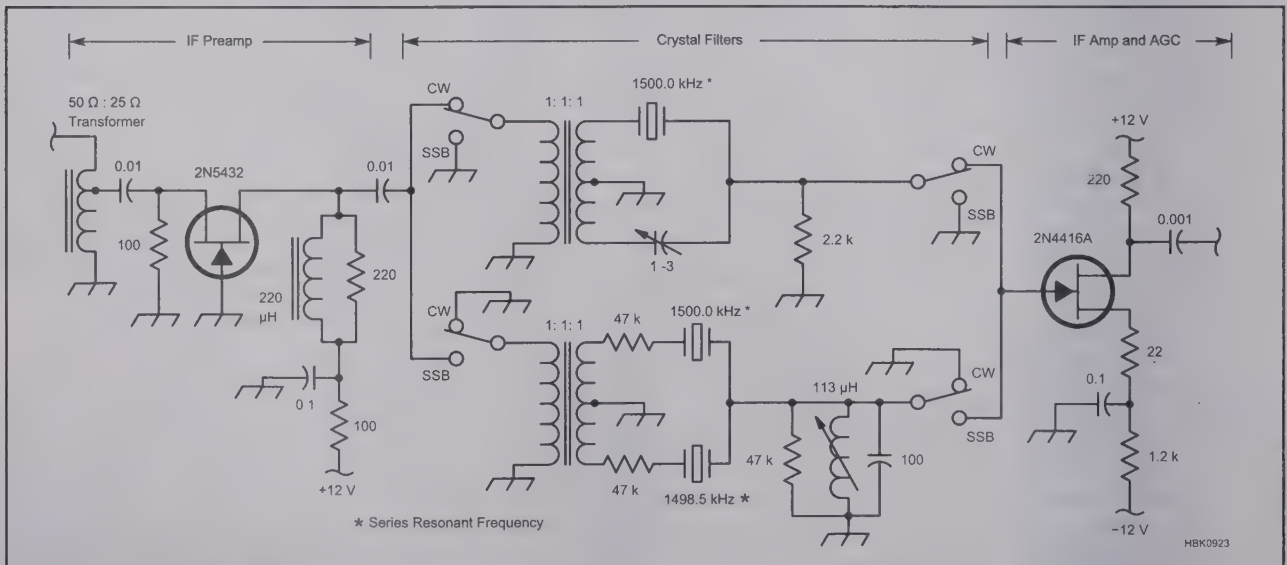 IF Preamp
Crystal Filters
IF Amp and AGC
50 Ω : 25 Ω
Transformer
0.01
2N5432
100
220
µH
220
0 1
100
+12 V
0.01
CW
SSB
1: 1: 1
1500.0 kHz *
1 -3
2.2 k
CW
SSB
CW
SSB
1: 1: 1
47 k
1500.0 kHz *
47 k
1498.5 kHz *
113 µH
47 k
100
CW
SSB
+12 V
220
0.001
2N4416A
22
0.1
1.2 k
−12 V
* Series Resonant Frequency
HBK0923